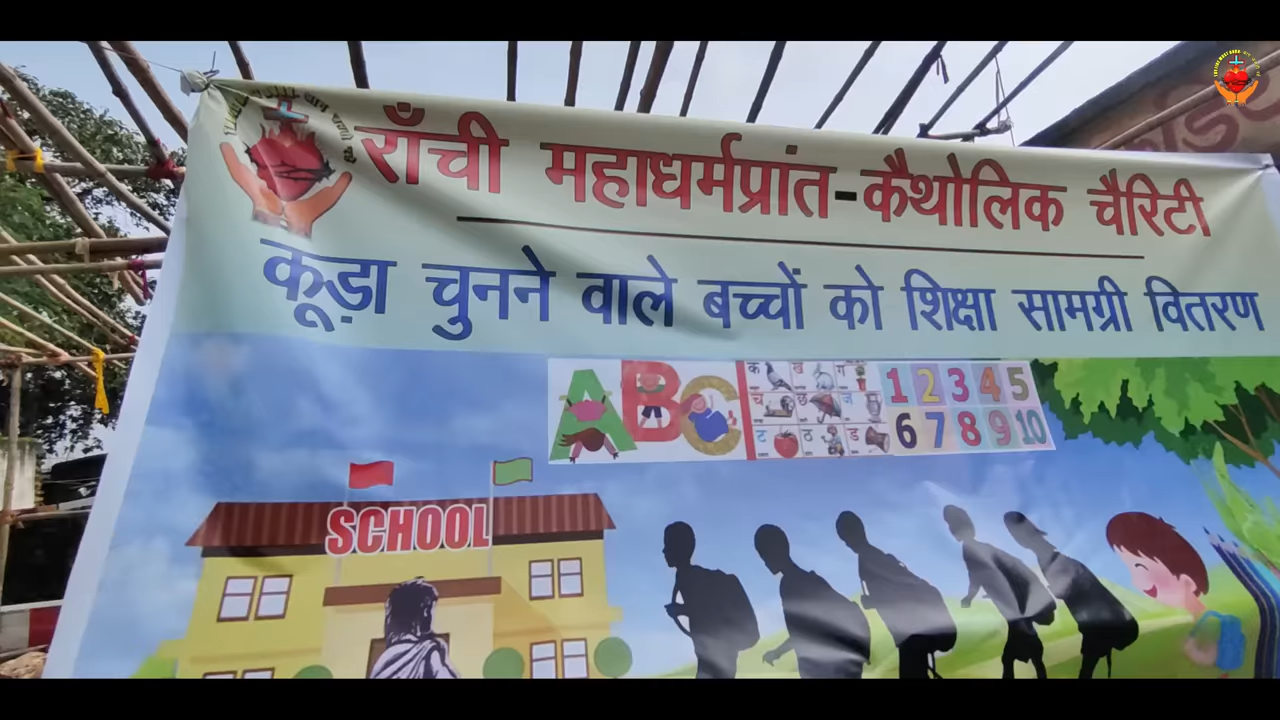 राँची महाधर्मप्रांत-कैथोलिक चैरिटी
कूड़ा चुनने वाले बच्चों को शिक्षा सामग्री वितरण
ABC
क ख ग
च छ ज
ट ठ ड
1 2 3 4 5
6 7 8 9 10
SCHOOL